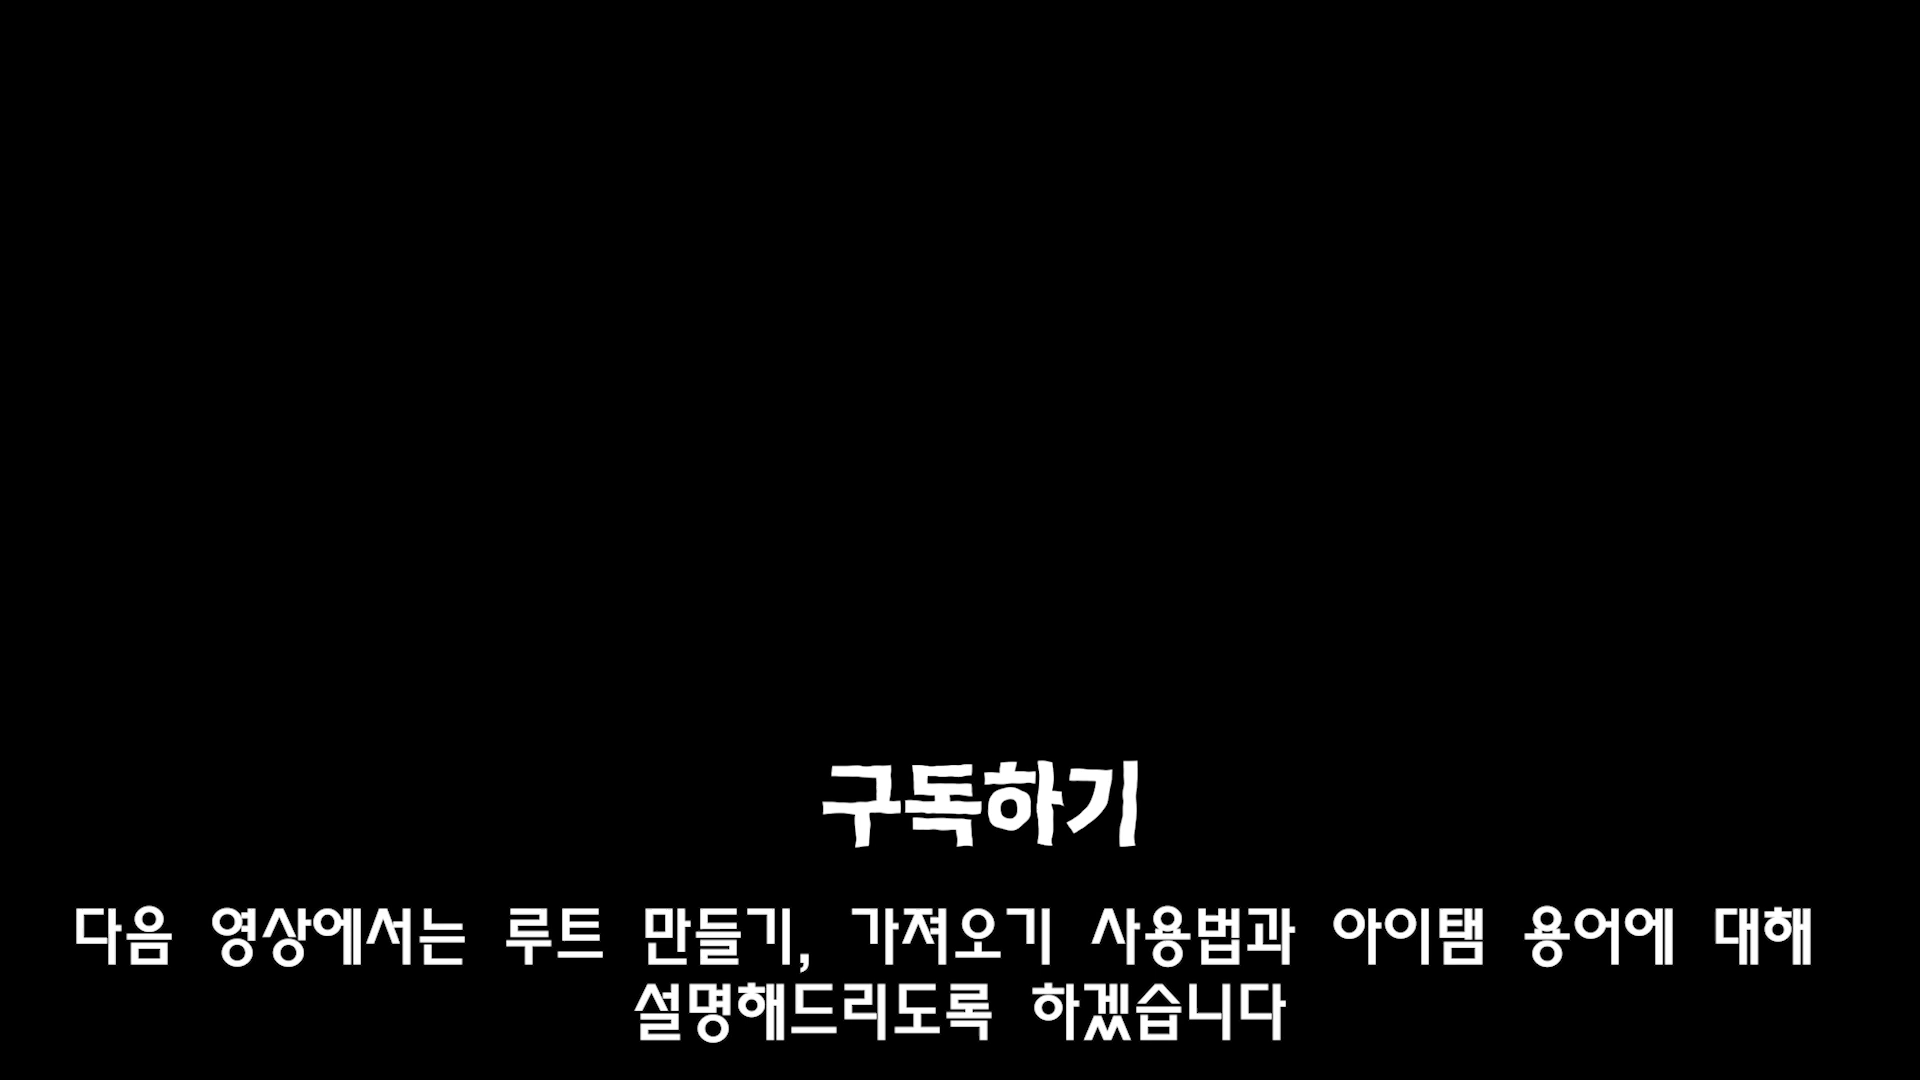 구독하기
다음 영상에서는 루트 만들기, 가져오기 사용법과 아이탬 용어에 대해
설명해드리도록 하겠습니다